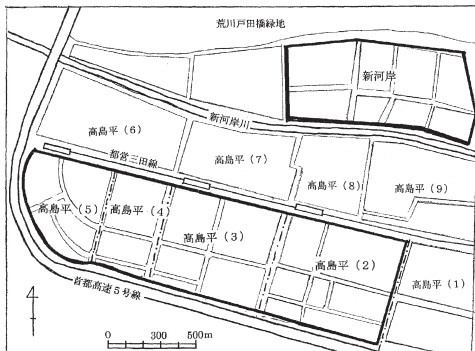 荒川戸田橋緑地
新河岸
新河岸川
高島平（6）
都営三田線
高島平（7）
高島平（8）
高島平（9）
高島平（5）
高島平（4）
高島平（3）
高島平（2）
高島平（1）
首都高速5号線
0 300 500m